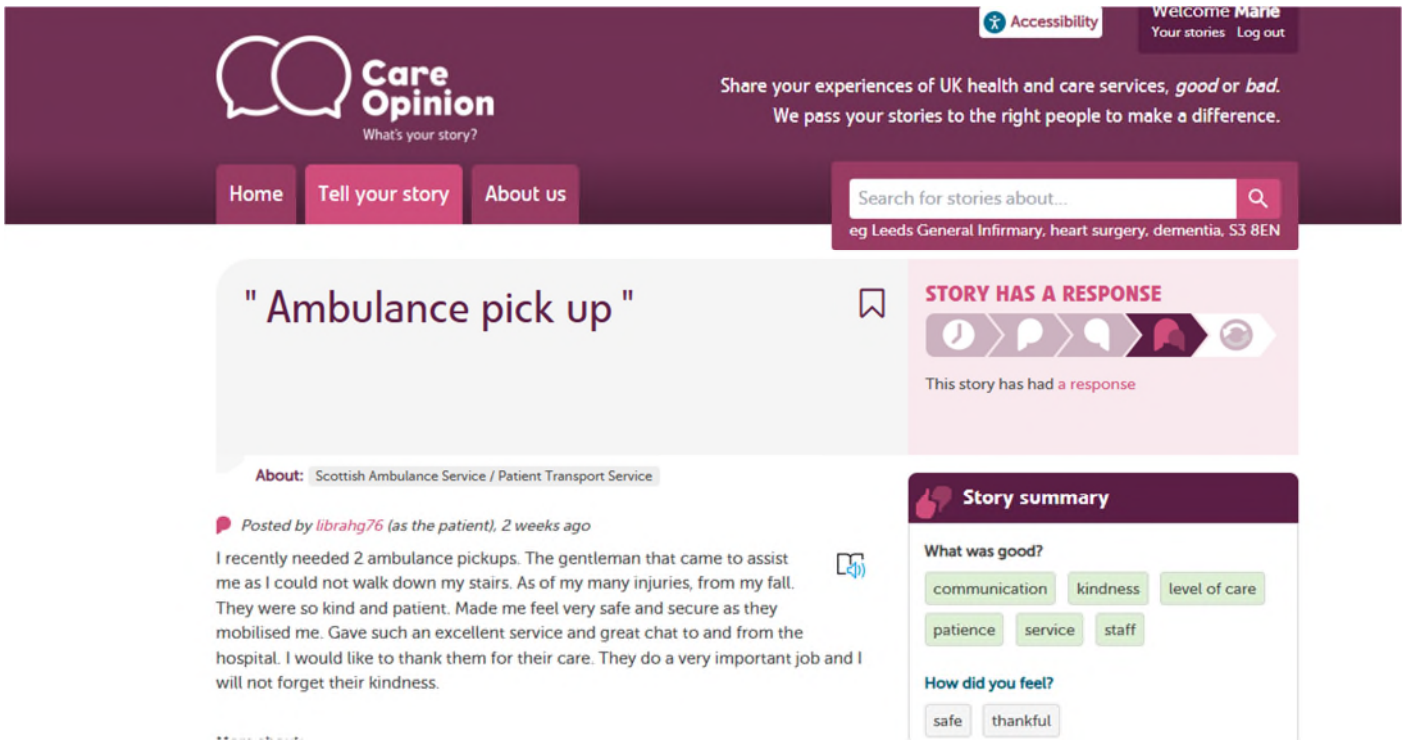 Accessibility
Welcome Marie
Your stories Log out
Care
Opinion
What's your story?
Share your experiences of UK health and care services, good or bad.
We pass your stories to the right people to make a difference.
Home
Tell your story
About us
Search for stories about...
eg Leeds General Infirmary, heart surgery, dementia, S3 8EN
" Ambulance pick up "
STORY HAS A RESPONSE
This story has had a response
About: Scottish Ambulance Service / Patient Transport Service
Posted by librahg76 (as the patient), 2 weeks ago
I recently needed 2 ambulance pickups. The gentleman that came to assist
me as I could not walk down my stairs. As of my many injuries, from my fall.
They were so kind and patient. Made me feel very safe and secure as they
mobilised me. Gave such an excellent service and great chat to and from the
hospital. I would like to thank them for their care. They do a very important job and I
will not forget their kindness.
Story summary
What was good?
communication kindness level of care
patience service staff
How did you feel?
safe thankful